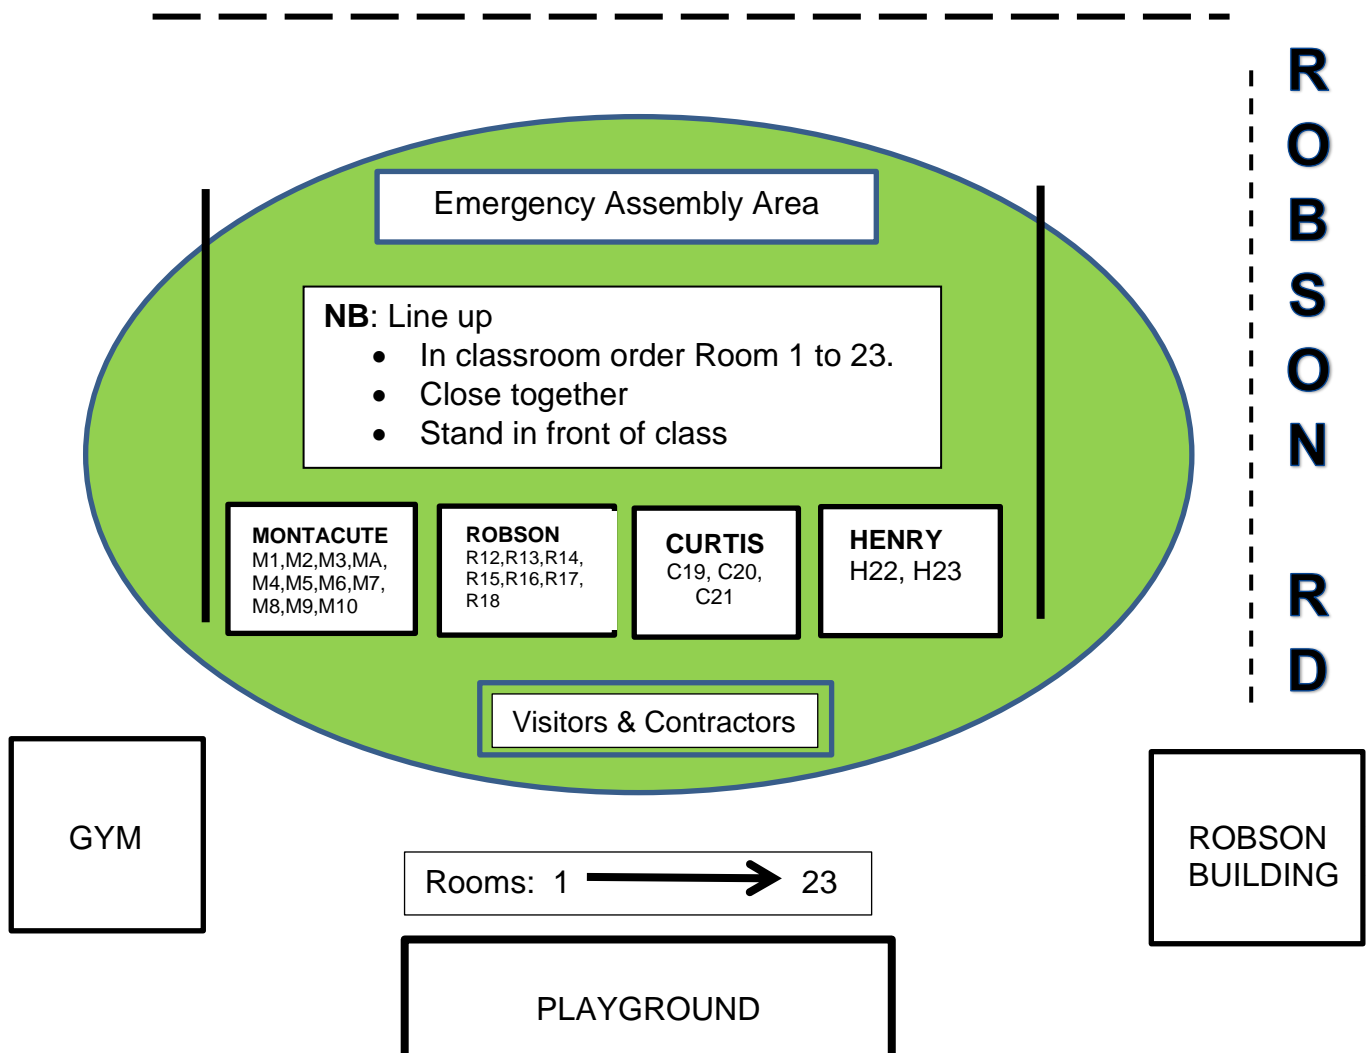 Emergency Assembly Area
NB: Line up
• In classroom order Room 1 to 23.
• Close together
• Stand in front of class
MONTACUTE
M1,M2,M3,MA,
M4,M5,M6,M7,
M8,M9,M10
ROBSON
R12,R13,R14,
R15,R16,R17,
R18
CURTIS
C19, C20,
C21
HENRY
H22, H23
Visitors & Contractors
ROBSON RD
GYM
Rooms: 1 23
ROBSON
BUILDING
PLAYGROUND